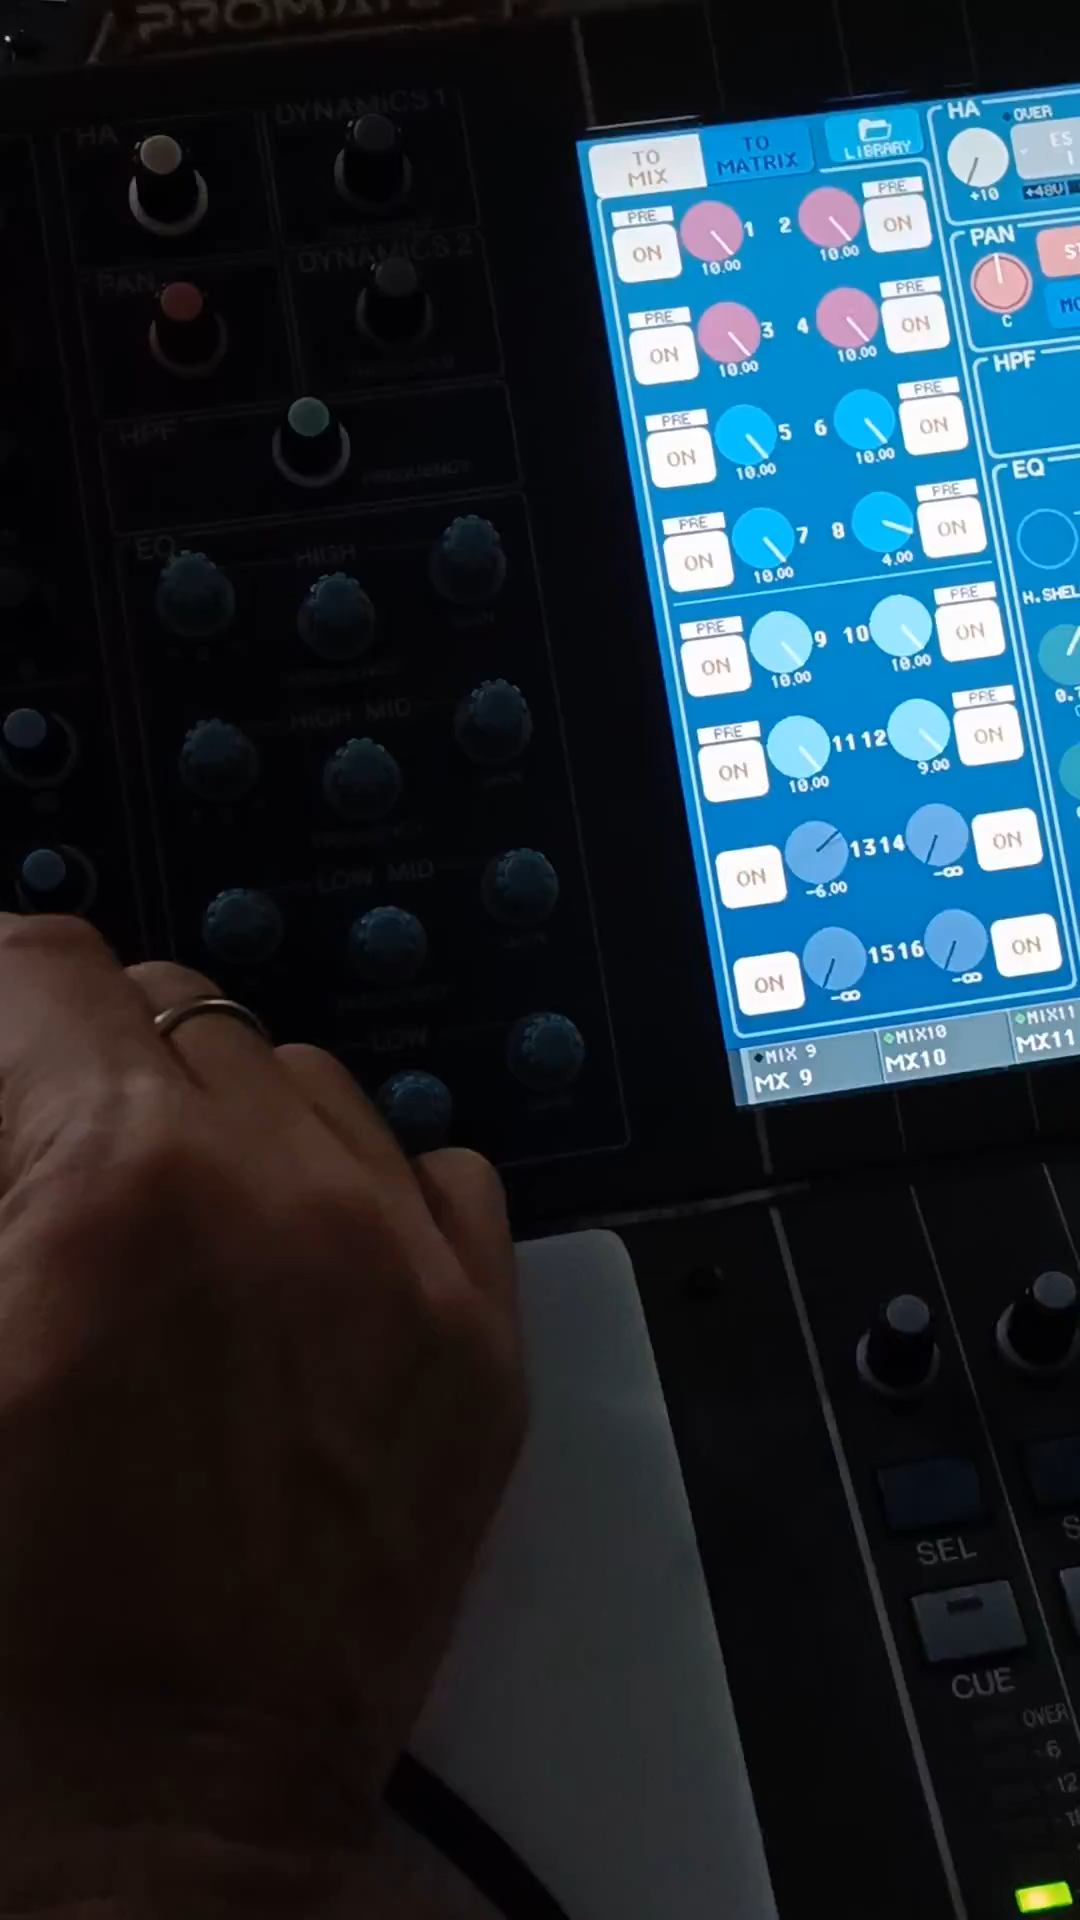 HA
DYNAMICS 1
PAN
DYNAMICS 2
HPF
FREQUENCY
EQ
HIGH
HIGH MID
LOW MID
LOW
TO MIX
TO MATRIX
LIBRARY
PRE
ON
1
10.00
2
10.00
PRE
ON
PRE
ON
3
10.00
4
10.00
PRE
ON
PRE
ON
5
10.00
6
10.00
PRE
ON
PRE
ON
7
10.00
8
4.00
PRE
ON
PRE
ON
9
10.00
10
10.00
PRE
ON
PRE
ON
11
10.00
12
9.00
PRE
ON
ON
13
-6.00
14
-∞
ON
ON
15
-∞
16
-∞
ON
MIX 9
MX 9
MIX10
MX10
MIX11
MX11
HA
OVER
+10
+48V
PAN
C
HPF
EQ
SEL
CUE
OVER
-6
-12